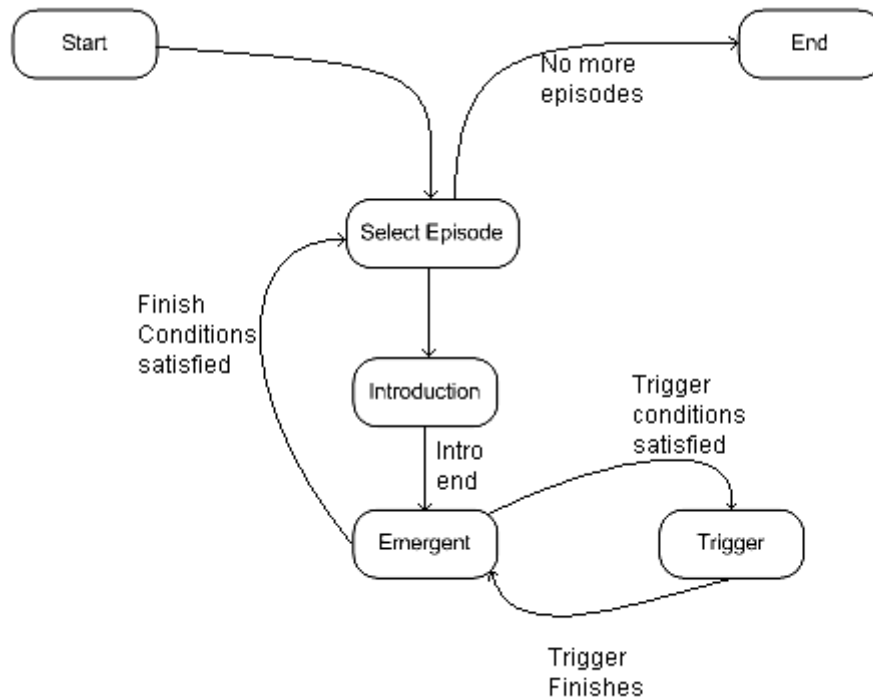 Start
End
No more
episodes
Select Episode
Finish
Conditions
satisfied
Introduction
Trigger
conditions
satisfied
Intro
end
Emergent
Trigger
Trigger
Finishes